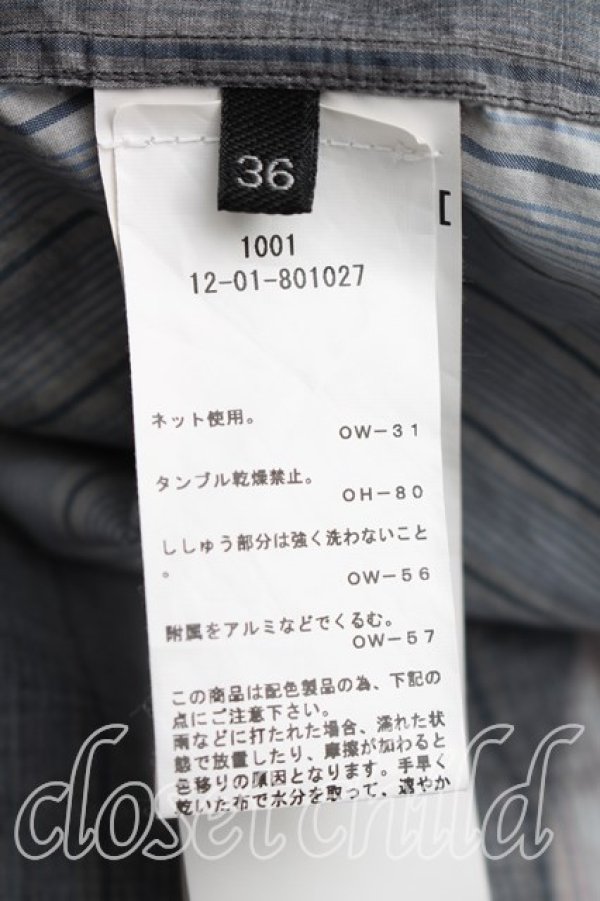 36
[
1001
12-01-801027
ネット使用。
OW-31
タンブル乾燥禁止。
OH-80
ししゅう部分は強く洗わないこと
。
OW-56
附属をアルミなどでくるむ。
OW-57
この商品は配色製品の為、下記の
点にご注意下さい。
雨などに打たれた場合、濡れた状
態で放置したり、摩擦が加わると
色移りの原因となります。手早く
乾いた布で水分を取って、速やか
closet child